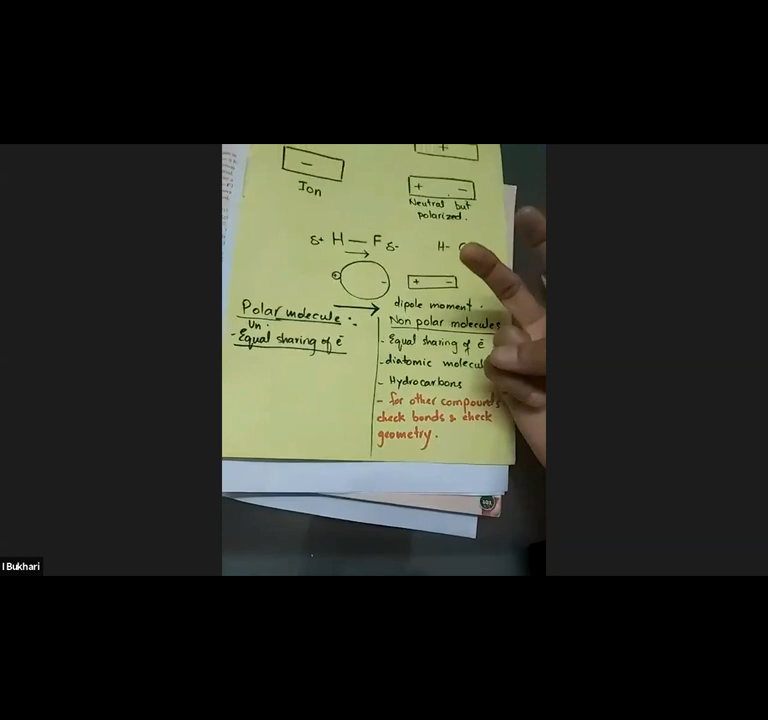 +
-
Ion
+ -
Neutral but
polarized.
δ+ H — F δ-
H-
+
-
+ -
dipole moment.
Polar molecule :-
Un.
- Equal sharing of ē
Non polar molecules
- Equal sharing of ē
- diatomic molecul
- Hydrocarbons
- for other compounds
check bonds & check
geometry.
I Bukhari